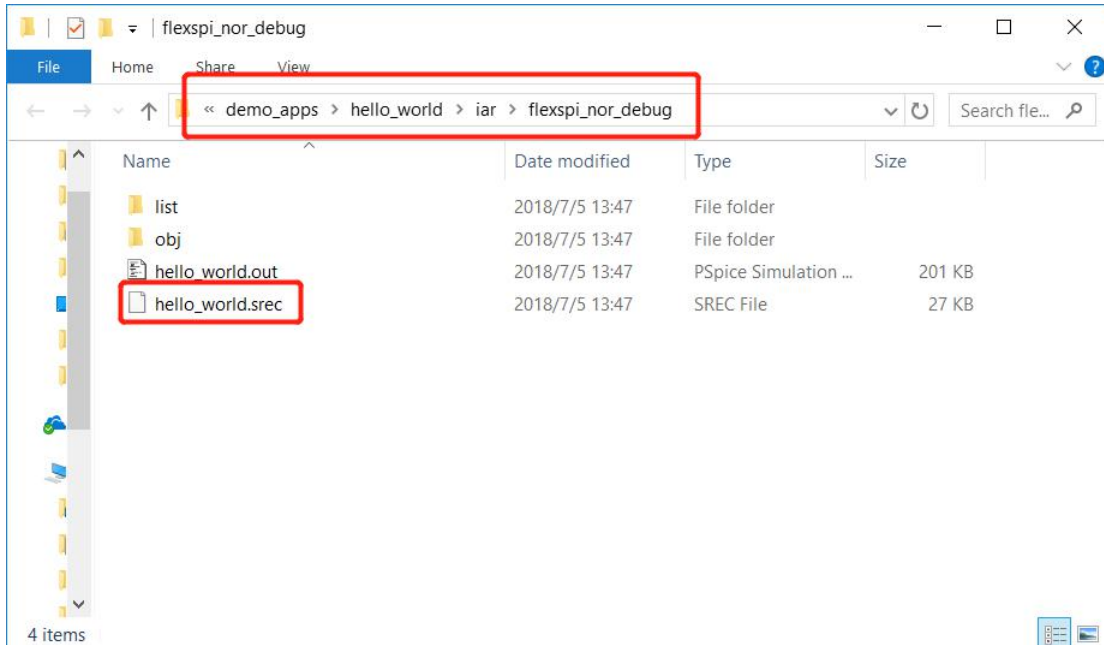 flexspi_nor_debug
File Home Share View
« demo_apps > hello_world > iar > flexspi_nor_debug Search fle...
Name Date modified Type Size
list 2018/7/5 13:47 File folder
obj 2018/7/5 13:47 File folder
hello_world.out 2018/7/5 13:47 PSpice Simulation ... 201 KB
hello_world.srec 2018/7/5 13:47 SREC File 27 KB
4 items